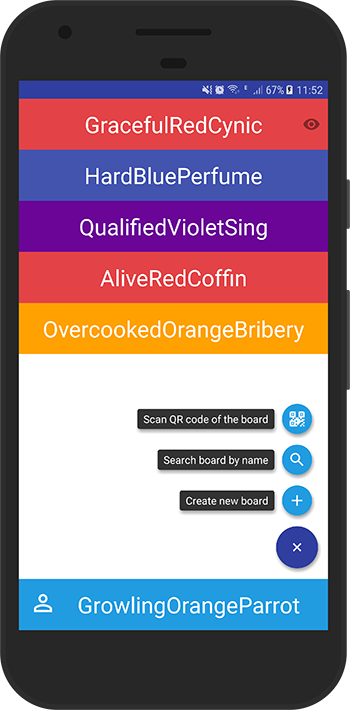 67% 11:52
GracefulRedCynic
HardBluePerfume
QualifiedVioletSing
AliveRedCoffin
OvercookedOrangeBribery
Scan QR code of the board
Search board by name
Create new board
GrowlingOrangeParrot